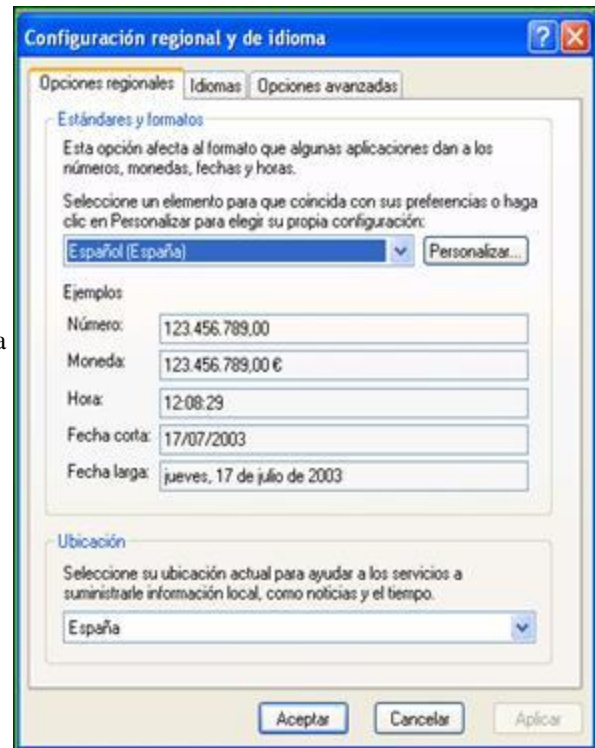 Configuración regional y de idioma
Opciones regionales Idiomas Opciones avanzadas
Estándares y formatos
Esta opción afecta al formato que algunas aplicaciones dan a los
números, monedas, fechas y horas.
Seleccione un elemento para que coincida con sus preferencias o haga
clic en Personalizar para elegir su propia configuración:
Español (España) Personalizar...
Ejemplos
a
Número: 123.456.789,00
Moneda: 123.456.789,00 €
Hora: 12:08:29
Fecha corta: 17/07/2003
Fecha larga: jueves, 17 de julio de 2003
Ubicación
Seleccione su ubicación actual para ayudar a los servicios a
suministrarle información local, como noticias y el tiempo.
España
Aceptar Cancelar Aplicar